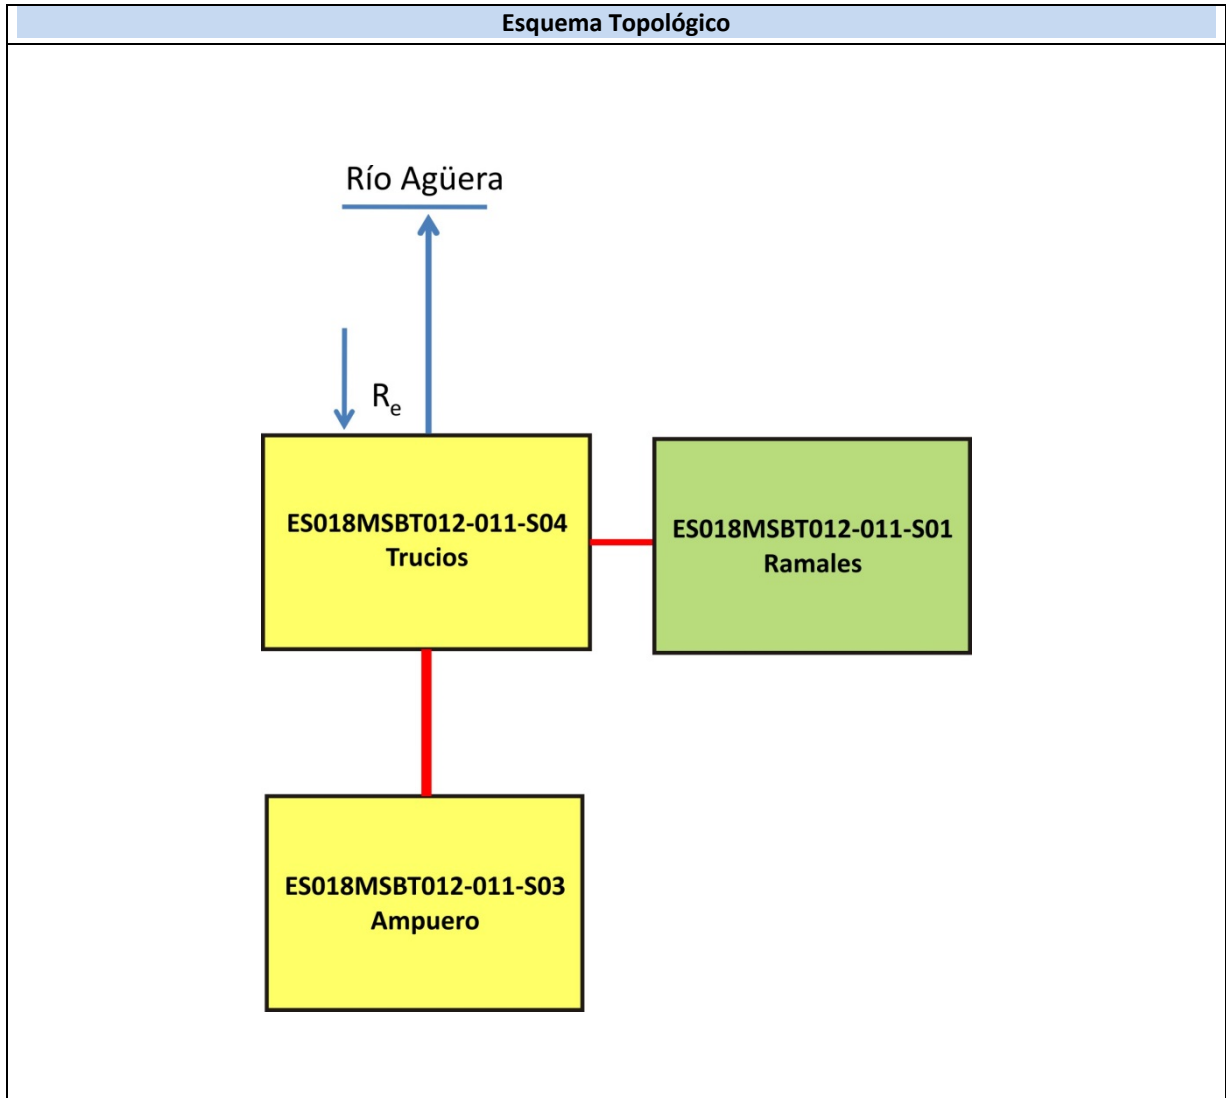 Esquema Topológico
Río Agüera
Re
ES018MSBT012-011-S04
Trucios
ES018MSBT012-011-S01
Ramales
ES018MSBT012-011-S03
Ampuero